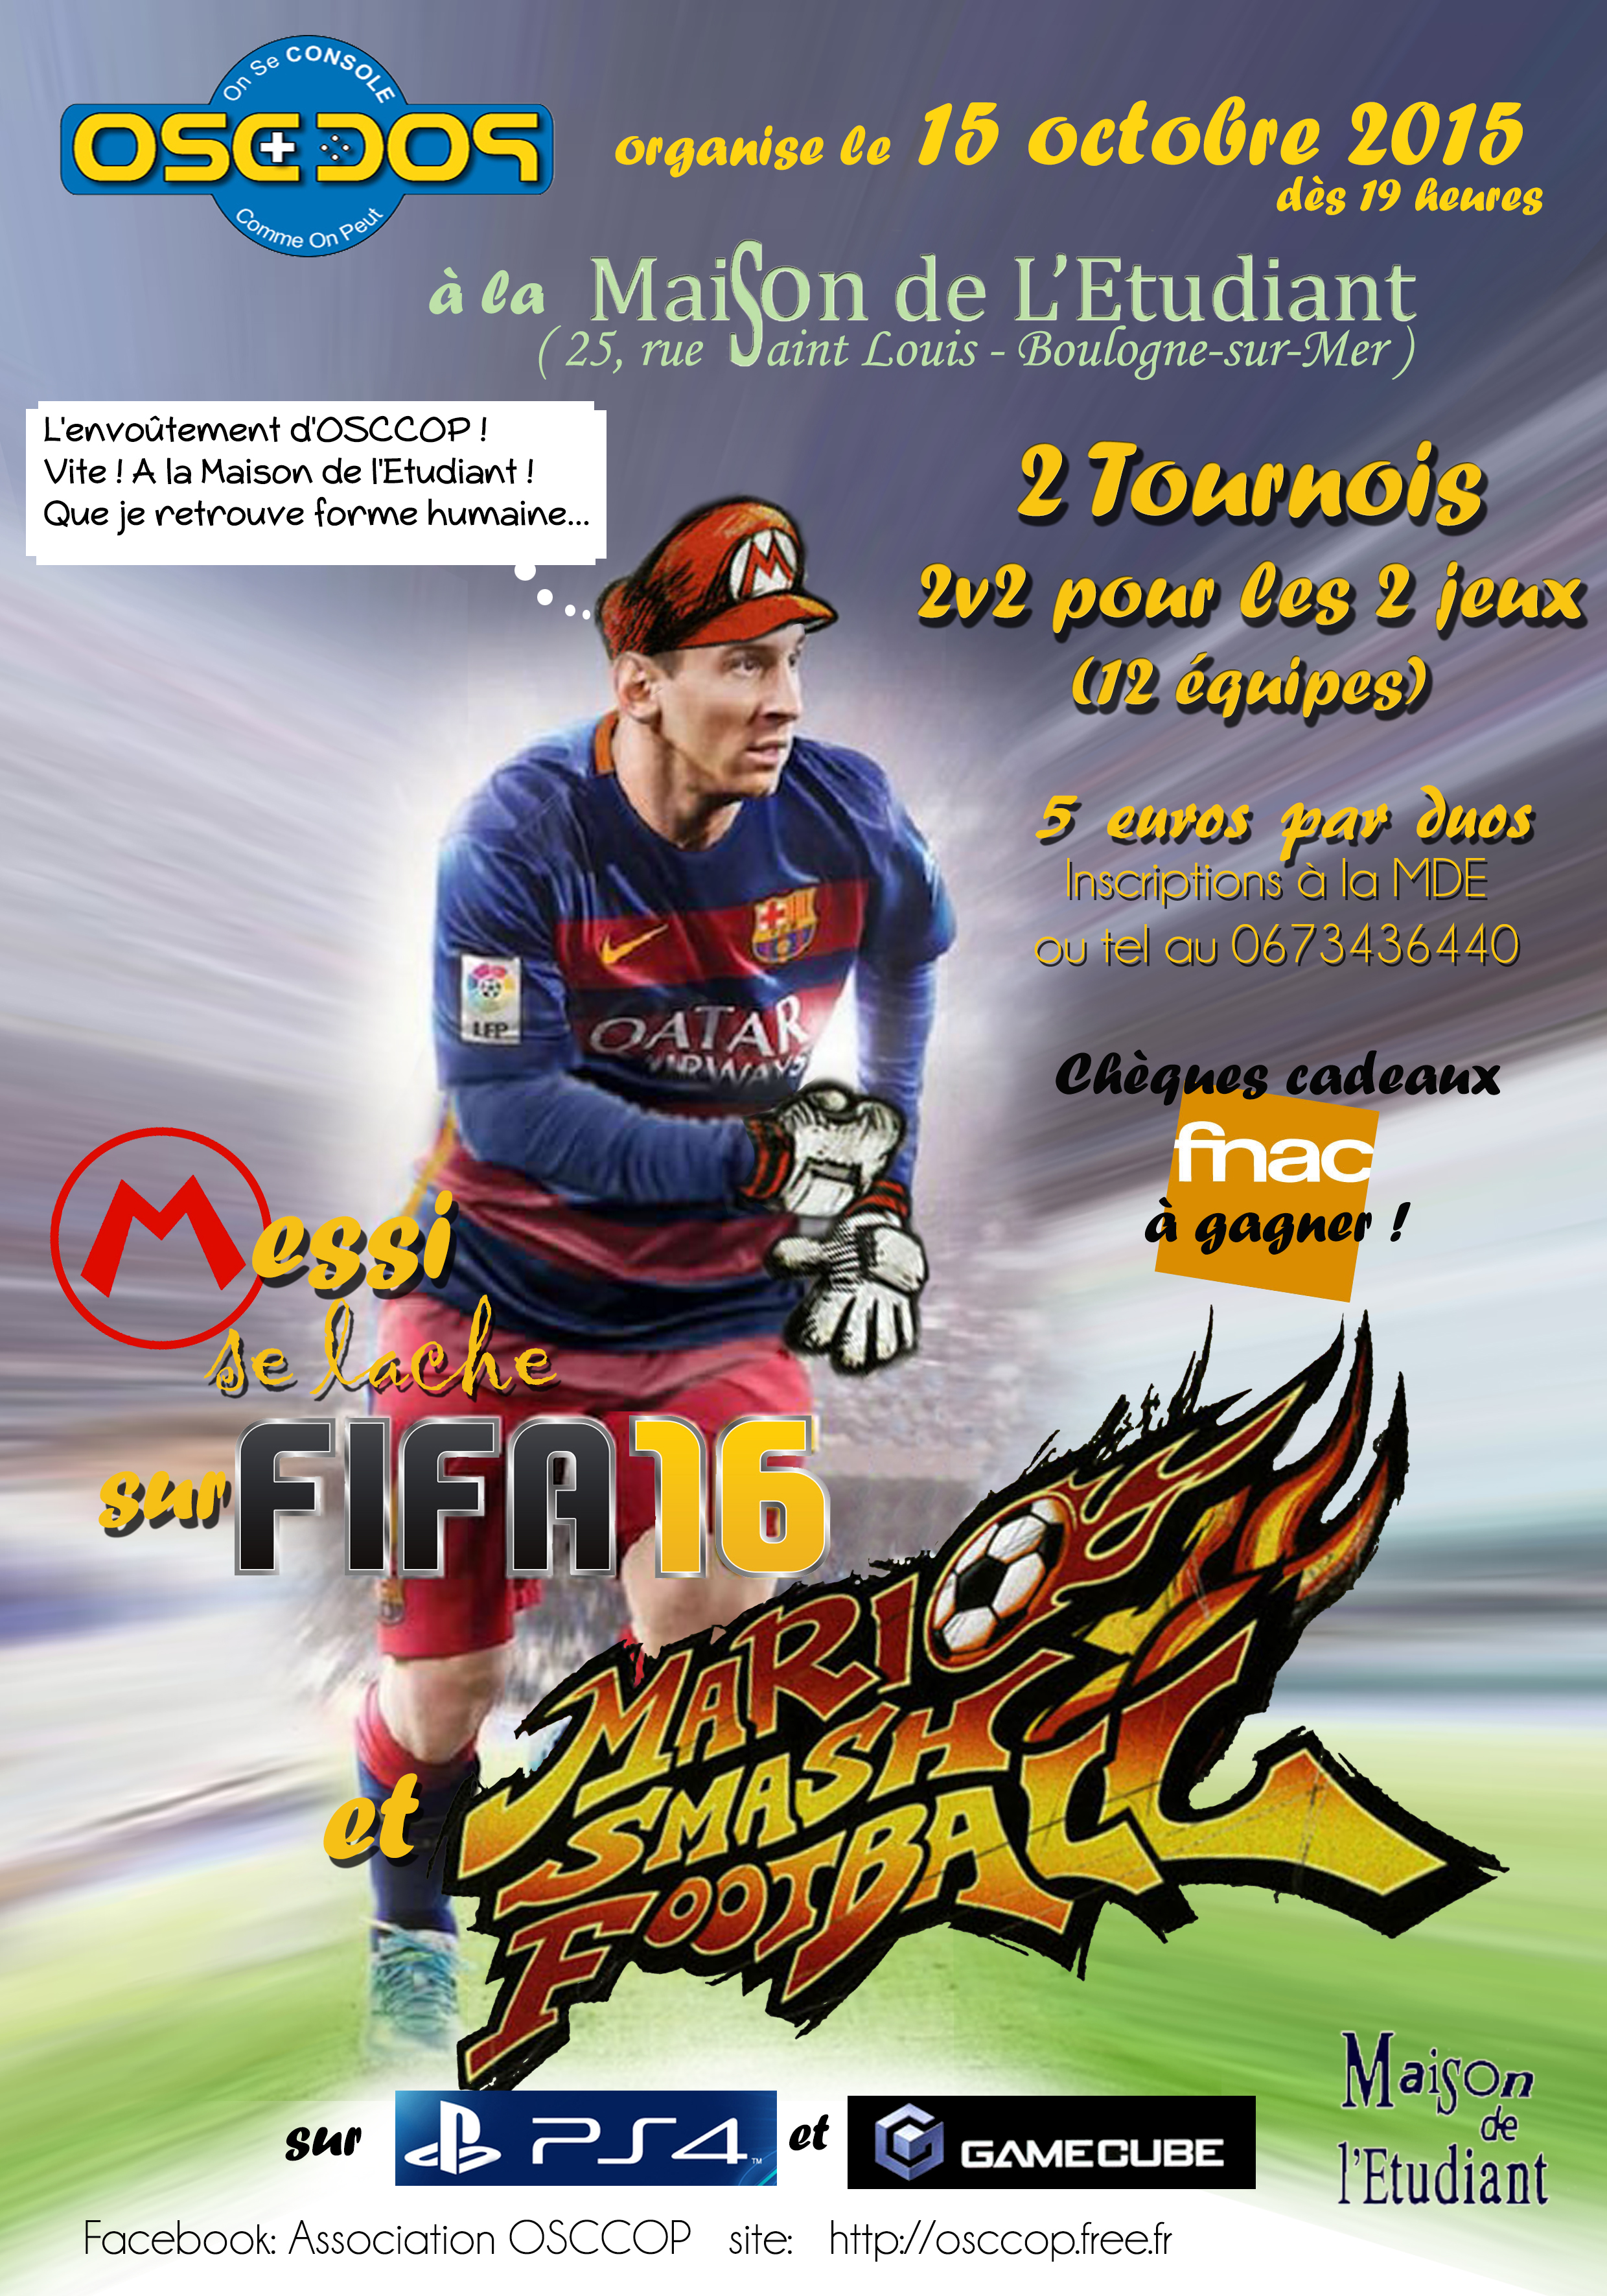 On Se CONSOLE
OSCCOP
Comme On Peut
organise le 15 octobre 2015
dès 19 heures
à la MaiSon de L'Etudiant
( 25, rue Saint Louis - Boulogne-sur-Mer )
L'envoûtement d'OSCCOP !
Vite ! A la Maison de l'Etudiant !
Que je retrouve forme humaine...
M
2 Tournois
2v2 pour les 2 jeux
(12 équipes)
5 euros par duos
Inscriptions à la MDE
ou tel au 0673436440
LFP
QATAR
AIRWAYS
Chèques cadeaux
fnac
à gagner !
Messi
se lache
sur FIFA 16
et MARIO
SMASH
FOOTBALL
sur PS4 ™ et GAMECUBE
Maison
de
l'Etudiant
Facebook: Association OSCCOP site: http://osccop.free.fr